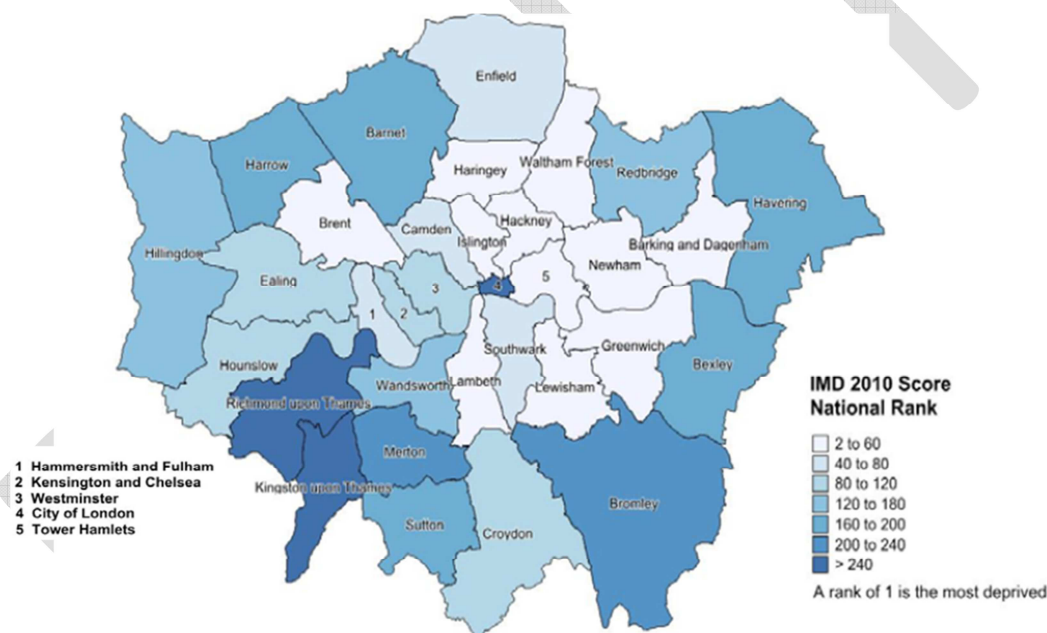 Enfield
Barnet
Harrow
Haringey
Waltham Forest
Redbridge
Havering
Brent
Camden
Islington
Hackney
Hillingdon
Barking and Dagenham
Newham
Ealing
1
2
3
4
5
Hounslow
Southwark
Greenwich
Bexley
Wandsworth
Lambeth
Lewisham
Richmond upon Thames
Merton
Kingston upon Thames
Sutton
Croydon
Bromley
1 Hammersmith and Fulham
2 Kensington and Chelsea
3 Westminster
4 City of London
5 Tower Hamlets
IMD 2010 Score
National Rank
2 to 60
40 to 80
80 to 120
120 to 180
160 to 200
200 to 240
> 240
A rank of 1 is the most deprived